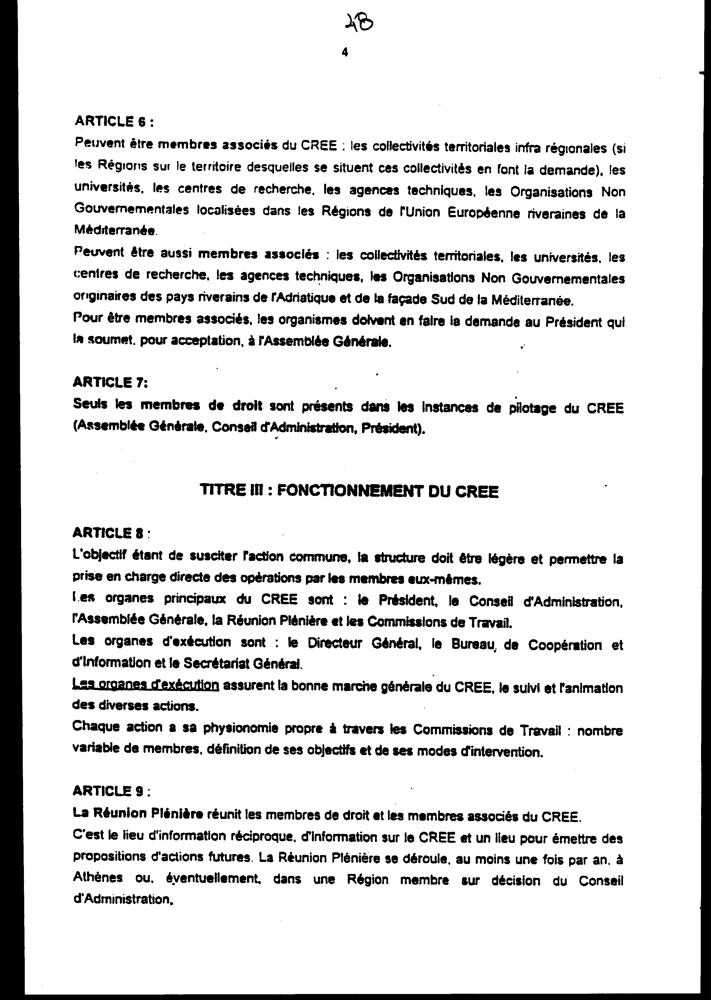 48
4
ARTICLE 6 :
Peuvent être membres associés du CREE : les collectivités territoriales infra régionales (si
les Régions sur le territoire desquelles se situent ces collectivités en font la demande), les
universités, les centres de recherche, les agences techniques, les Organisations Non
Gouvernementales localisées dans les Régions de l'Union Européenne riveraines de la
Méditerranée.
Peuvent être aussi membres associés : les collectivités territoriales, les universités, les
centres de recherche, les agences techniques, les Organisations Non Gouvernementales
originaires des pays riverains de l'Adriatique et de la façade Sud de la Méditerranée.
Pour être membres associés, les organismes doivent en faire la demande au Président qui
la soumet, pour acceptation, à l'Assemblée Générale.
ARTICLE 7:
Seuls les membres de droit sont présents dans les instances de pilotage du CREE
(Assemblée Générale, Conseil d'Administration, Président).
TITRE III : FONCTIONNEMENT DU CREE
ARTICLE 8 :
L'objectif étant de susciter l'action commune, la structure doit être légère et permettre la
prise en charge directe des opérations par les membres eux-mêmes.
Les organes principaux du CREE sont : le Président, le Conseil d'Administration,
l'Assemblée Générale, la Réunion Plénière et les Commissions de Travail.
Les organes d'exécution sont : le Directeur Général, le Bureau de Coopération et
d'Information et le Secrétariat Général.
Les organes d'exécution assurent la bonne marche générale du CREE, le suivi et l'animation
des diverses actions.
Chaque action a sa physionomie propre à travers les Commissions de Travail : nombre
variable de membres, définition de ses objectifs et de ses modes d'intervention.
ARTICLE 9 :
La Réunion Plénière réunit les membres de droit et les membres associés du CREE.
C'est le lieu d'information réciproque, d'information sur le CREE et un lieu pour émettre des
propositions d'actions futures. La Réunion Plénière se déroule, au moins une fois par an, à
Athènes ou, éventuellement, dans une Région membre sur décision du Conseil
d'Administration.